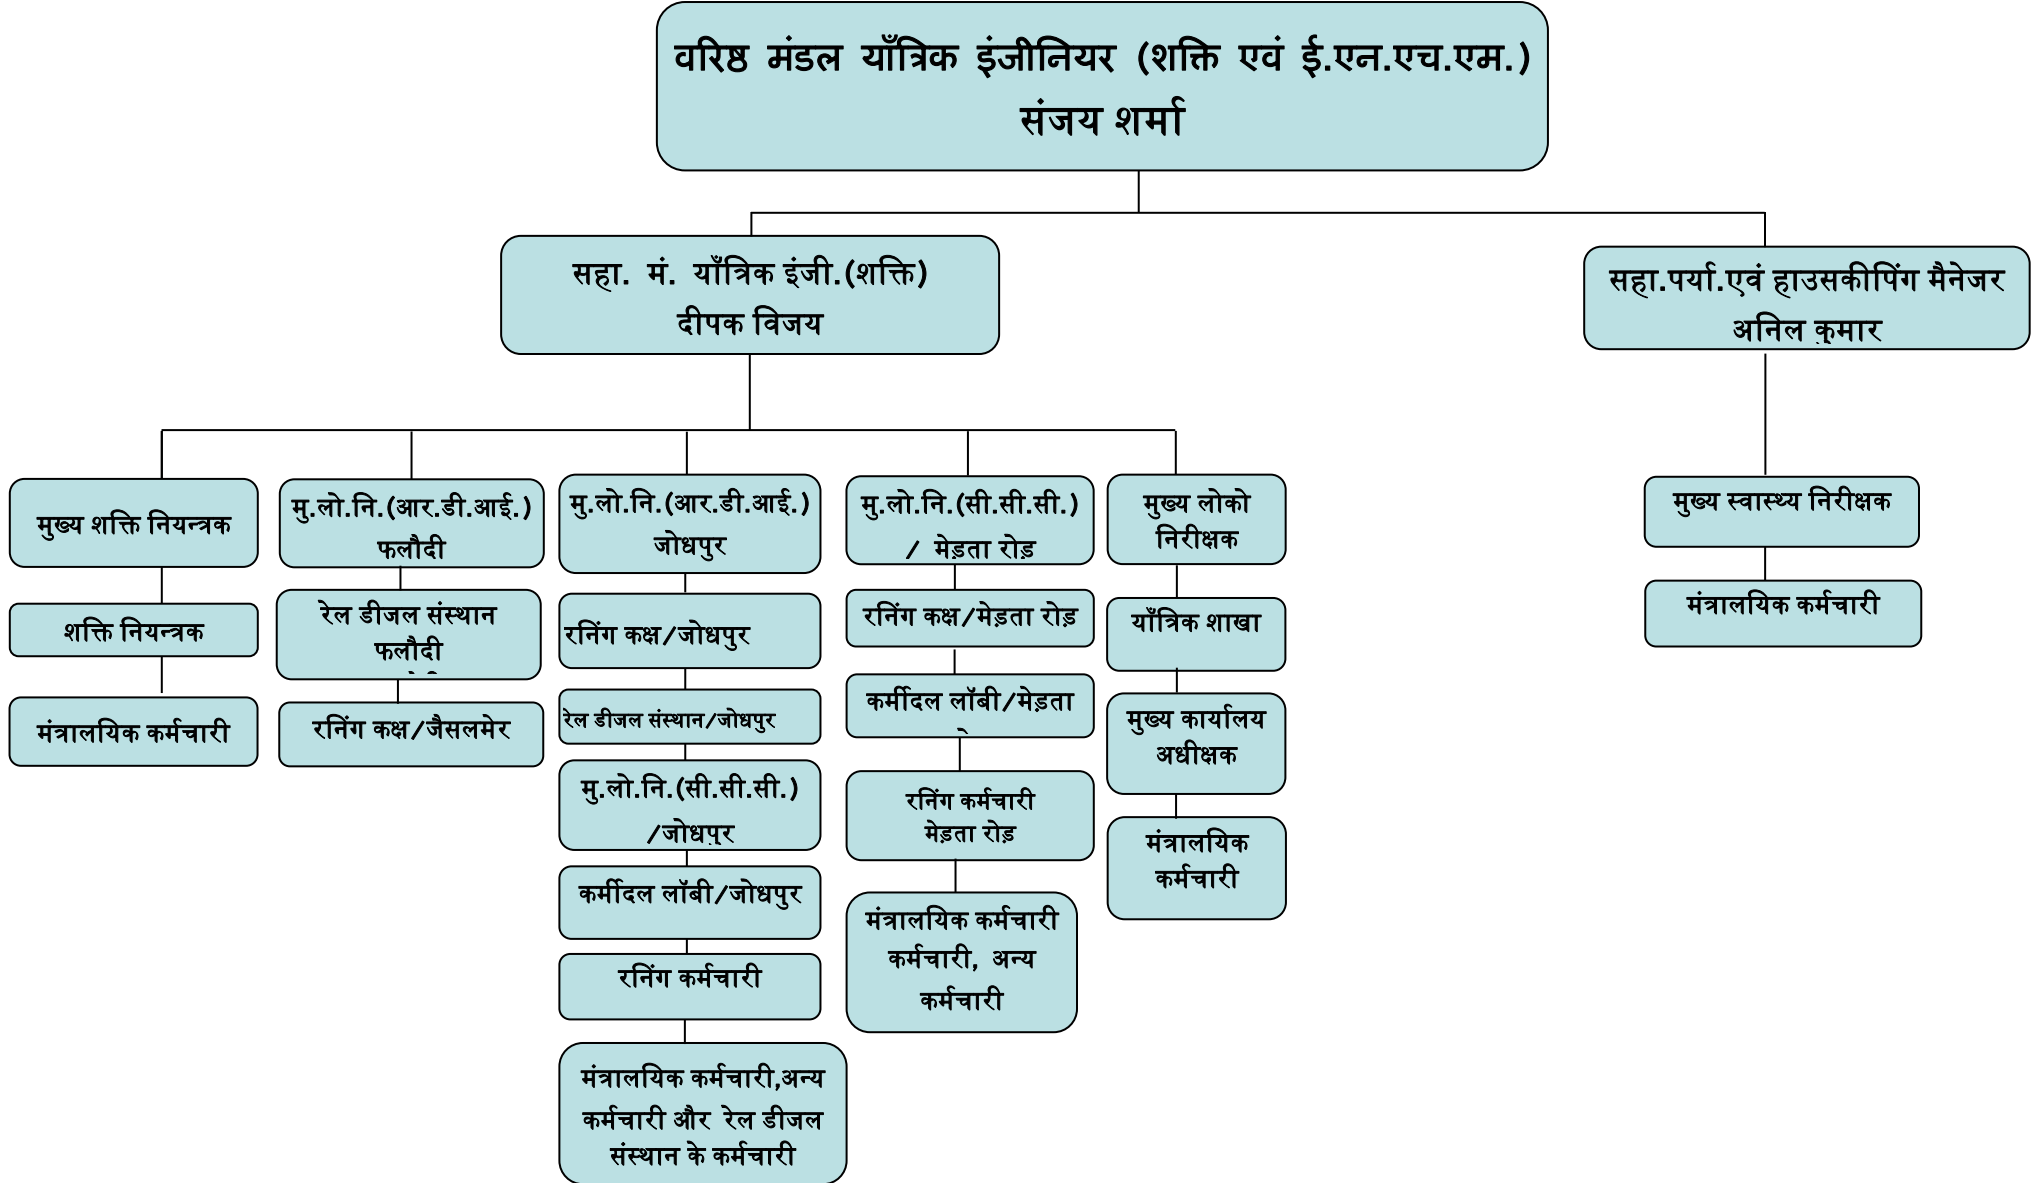 वरिष्ठ मंडल याँत्रिक इंजीनियर (शक्ति एवं ई.एन.एच.एम.)
संजय शर्मा
सहा. मं. याँत्रिक इंजी.(शक्ति)
दीपक विजय
सहा.पर्या.एवं हाउसकीपिंग मैनेजर
अनिल कुमार
मुख्य शक्ति नियन्त्रक
शक्ति नियन्त्रक
मंत्रालयिक कर्मचारी
मु.लो.नि.(आर.डी.आई.)
फलौदी
रेल डीजल संस्थान
फलौदी
रनिंग कक्ष/जैसलमेर
मु.लो.नि.(आर.डी.आई.)
जोधपुर
रनिंग कक्ष/जोधपुर
रेल डीजल संस्थान/जोधपुर
मु.लो.नि.(सी.सी.सी.)
/जोधपुर
कर्मीदल लॉबी/जोधपुर
रनिंग कर्मचारी
मंत्रालयिक कर्मचारी,अन्य
कर्मचारी और रेल डीजल
संस्थान के कर्मचारी
मु.लो.नि.(सी.सी.सी.)
/ मेड़ता रोड़
रनिंग कक्ष/मेड़ता रोड़
कर्मीदल लॉबी/मेड़ता
रनिंग कर्मचारी
मेड़ता रोड़
मंत्रालयिक कर्मचारी
कर्मचारी, अन्य
कर्मचारी
मुख्य लोको
निरीक्षक
याँत्रिक शाखा
मुख्य कार्यालय
अधीक्षक
मंत्रालयिक
कर्मचारी
मुख्य स्वास्थ्य निरीक्षक
मंत्रालयिक कर्मचारी